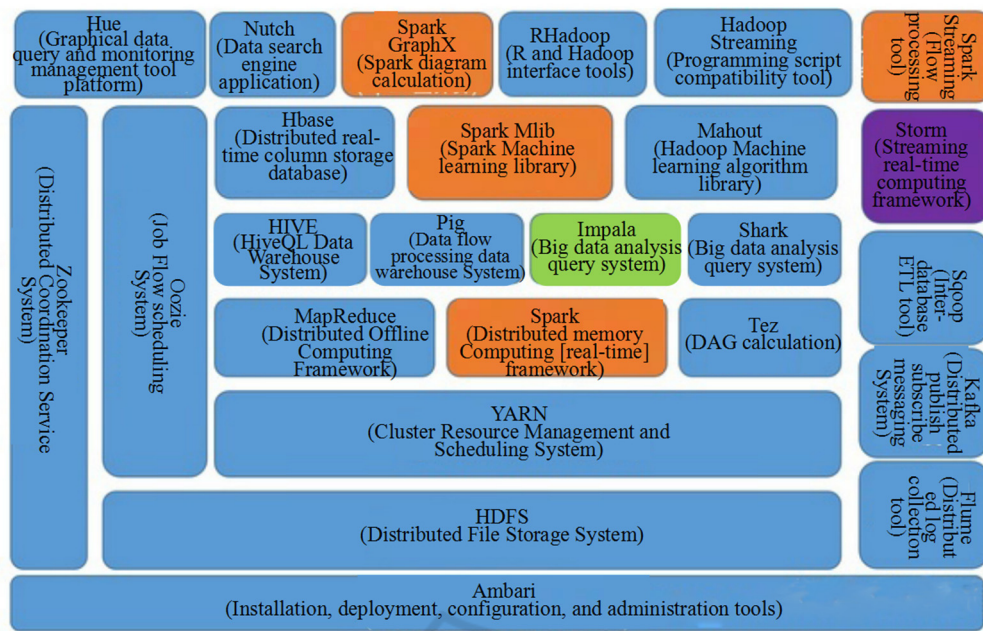 Hue
(Graphical data
query and monitoring
management tool
platform)
Nutch
(Data search
engine
application)
Spark
GraphX
(Spark diagram
calculation)
RHadoop
(R and Hadoop
interface tools)
Hadoop
Streaming
(Programming script
compatibility tool)
Spark
Streaming
(Flow
processing
tool)
Zookeeper
(Distributed Coordination Service
System)
Oozie
(Job Flow scheduling
System)
Hbase
(Distributed real-
time column storage
database)
Spark Mlib
(Spark Machine
learning library)
Mahout
(Hadoop Machine
learning algorithm
library)
Storm
(Streaming
real-time
computing
framework)
HIVE
(HiveQL Data
Warehouse
System)
Pig
(Data flow
processing data
warehouse System)
Impala
(Big data analysis
query system)
Shark
(Big data analysis
query system)
Sqoop
(Inter-
database
ETL tool)
MapReduce
(Distributed Offline
Computing
Framework)
Spark
(Distributed memory
Computing [real-time]
framework)
Tez
(DAG calculation)
Kafka
(Distributed
publish
subscribe
messaging
System)
YARN
(Cluster Resource Management and
Scheduling System)
Flume
(Distribut
ed log
collection
tool)
HDFS
(Distributed File Storage System)
Ambari
(Installation, deployment, configuration, and administration tools)